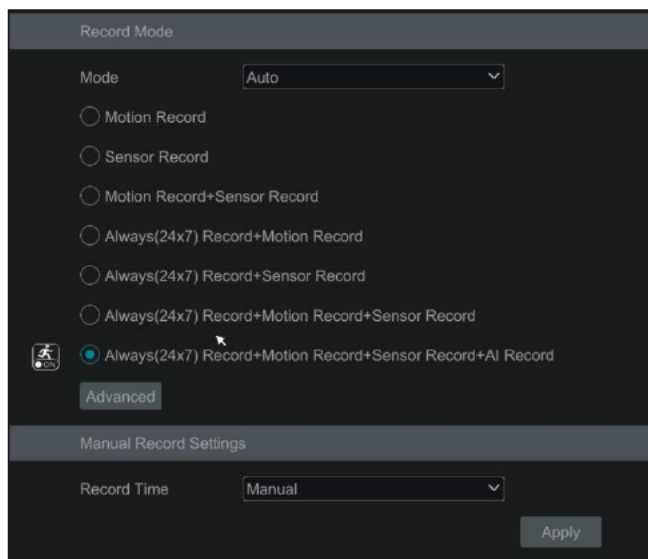 Record Mode
Mode Auto
Motion Record
Sensor Record
Motion Record+Sensor Record
Always(24x7) Record+Motion Record
Always(24x7) Record+Sensor Record
Always(24x7) Record+Motion Record+Sensor Record
ON Always(24x7) Record+Motion Record+Sensor Record+AI Record
Advanced
Manual Record Settings
Record Time Manual
Apply